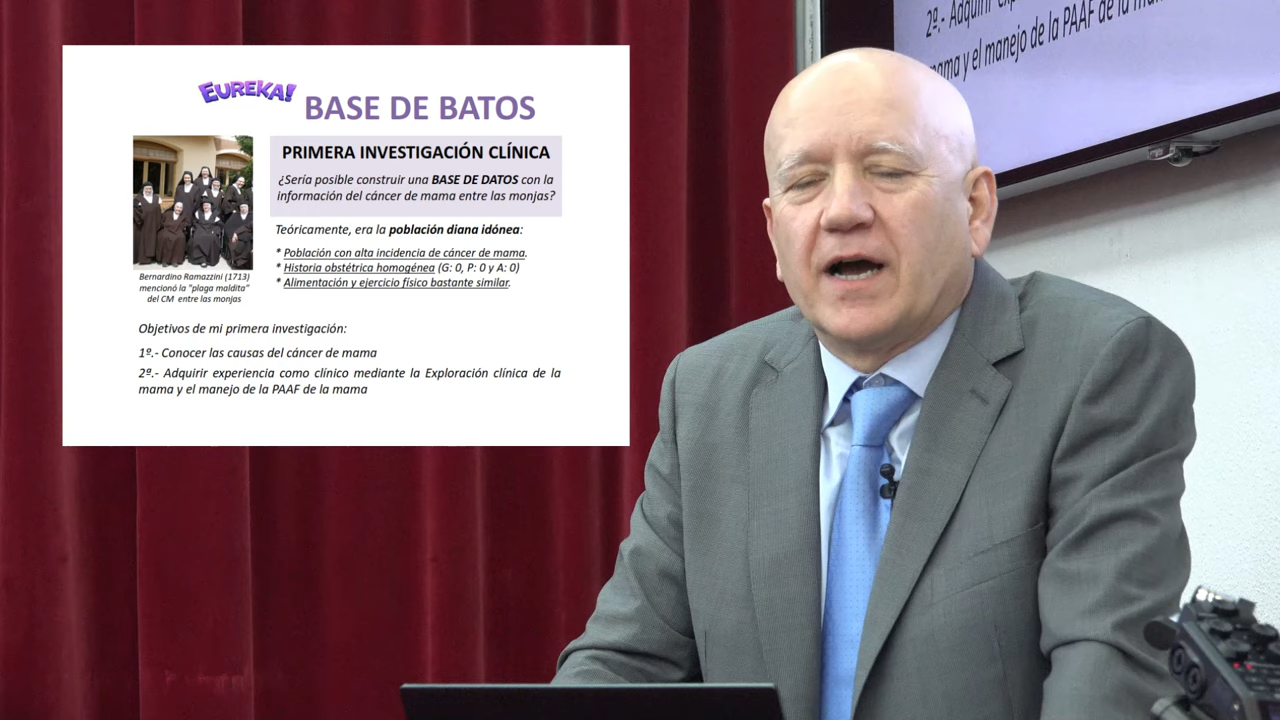 EUREKA!
BASE DE BATOS
PRIMERA INVESTIGACIÓN CLÍNICA
¿Sería posible construir una BASE DE DATOS con la
información del cáncer de mama entre las monjas?
Teóricamente, era la población diana idónea:
* Población con alta incidencia de cáncer de mama.
* Historia obstétrica homogénea (G: 0, P: 0 y A: 0)
* Alimentación y ejercicio físico bastante similar.
Bernardino Ramazzini (1713)
mencionó la "plaga maldita"
del CM entre las monjas
Objetivos de mi primera investigación:
1º.- Conocer las causas del cáncer de mama
2º.- Adquirir experiencia como clínico mediante la Exploración clínica de la
mama y el manejo de la PAAF de la mama
2º.- Adquirir
mama y el manejo de la PAAF de la